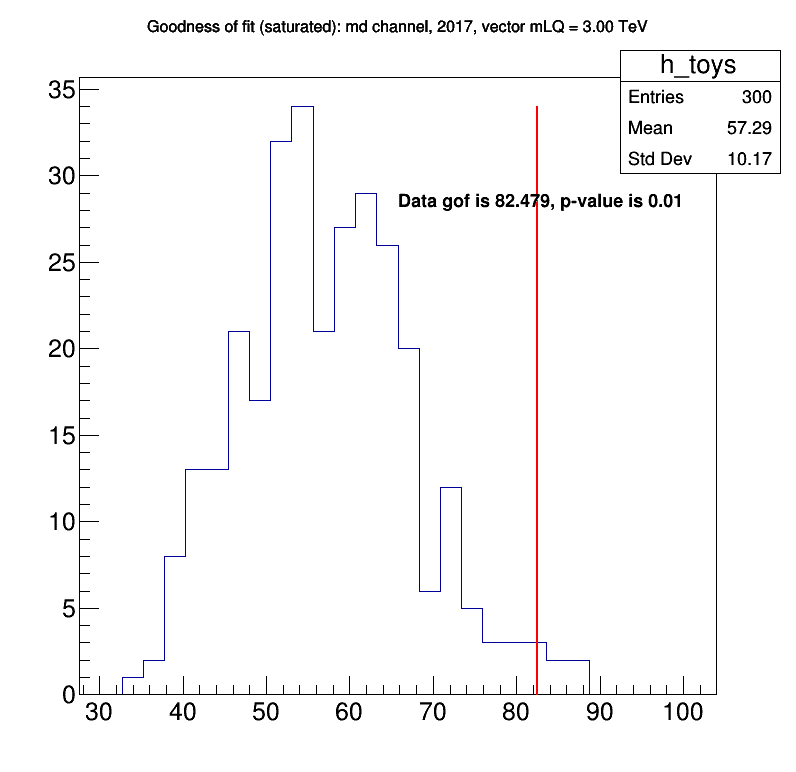 Goodness of fit (saturated): md channel, 2017, vector mLQ = 3.00 TeV
h_toys
Entries 300
Mean 57.29
Std Dev 10.17
Data gof is 82.479, p-value is 0.01
35
30
25
20
15
10
5
0
30 40 50 60 70 80 90 100